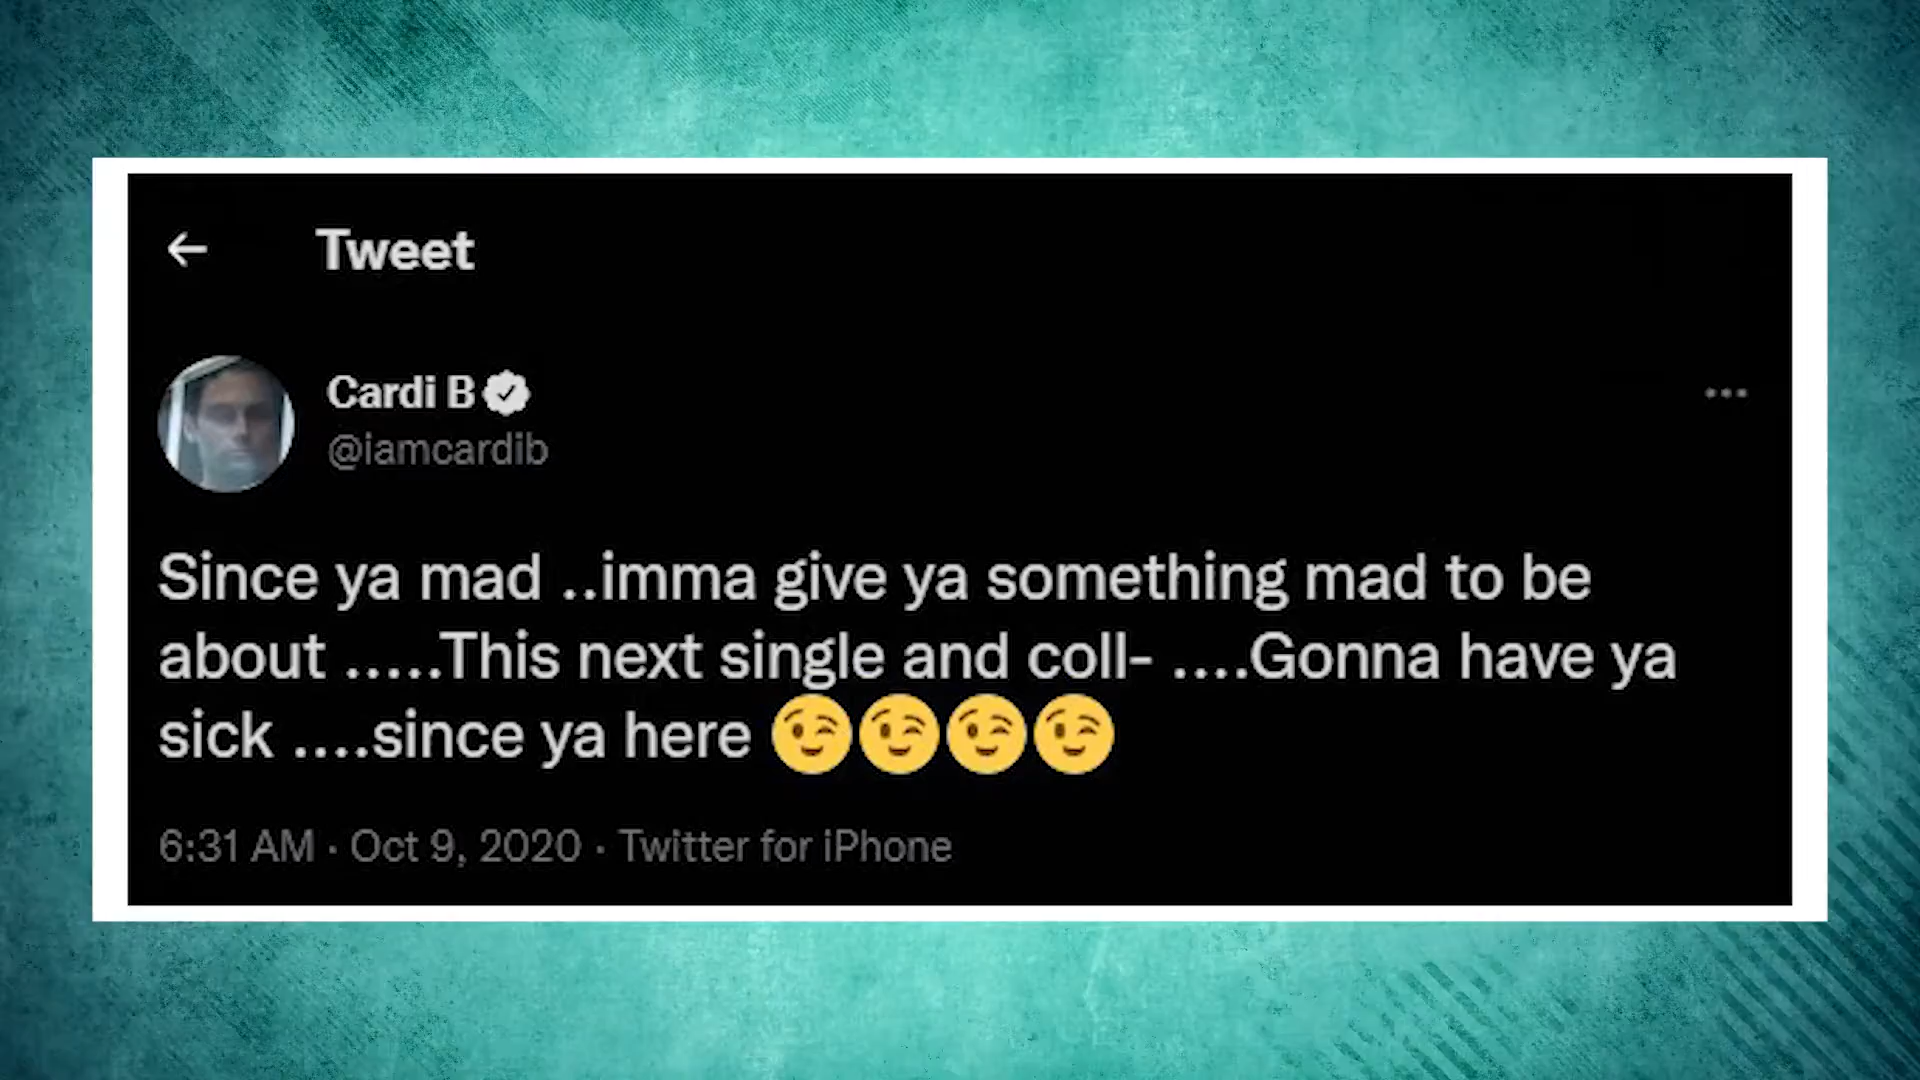 Tweet
Cardi B
@iamcardib
Since ya mad ..imma give ya something mad to be
about .....This next single and coll- ....Gonna have ya
sick ....since ya here 😉😉😉😉
6:31 AM · Oct 9, 2020 · Twitter for iPhone